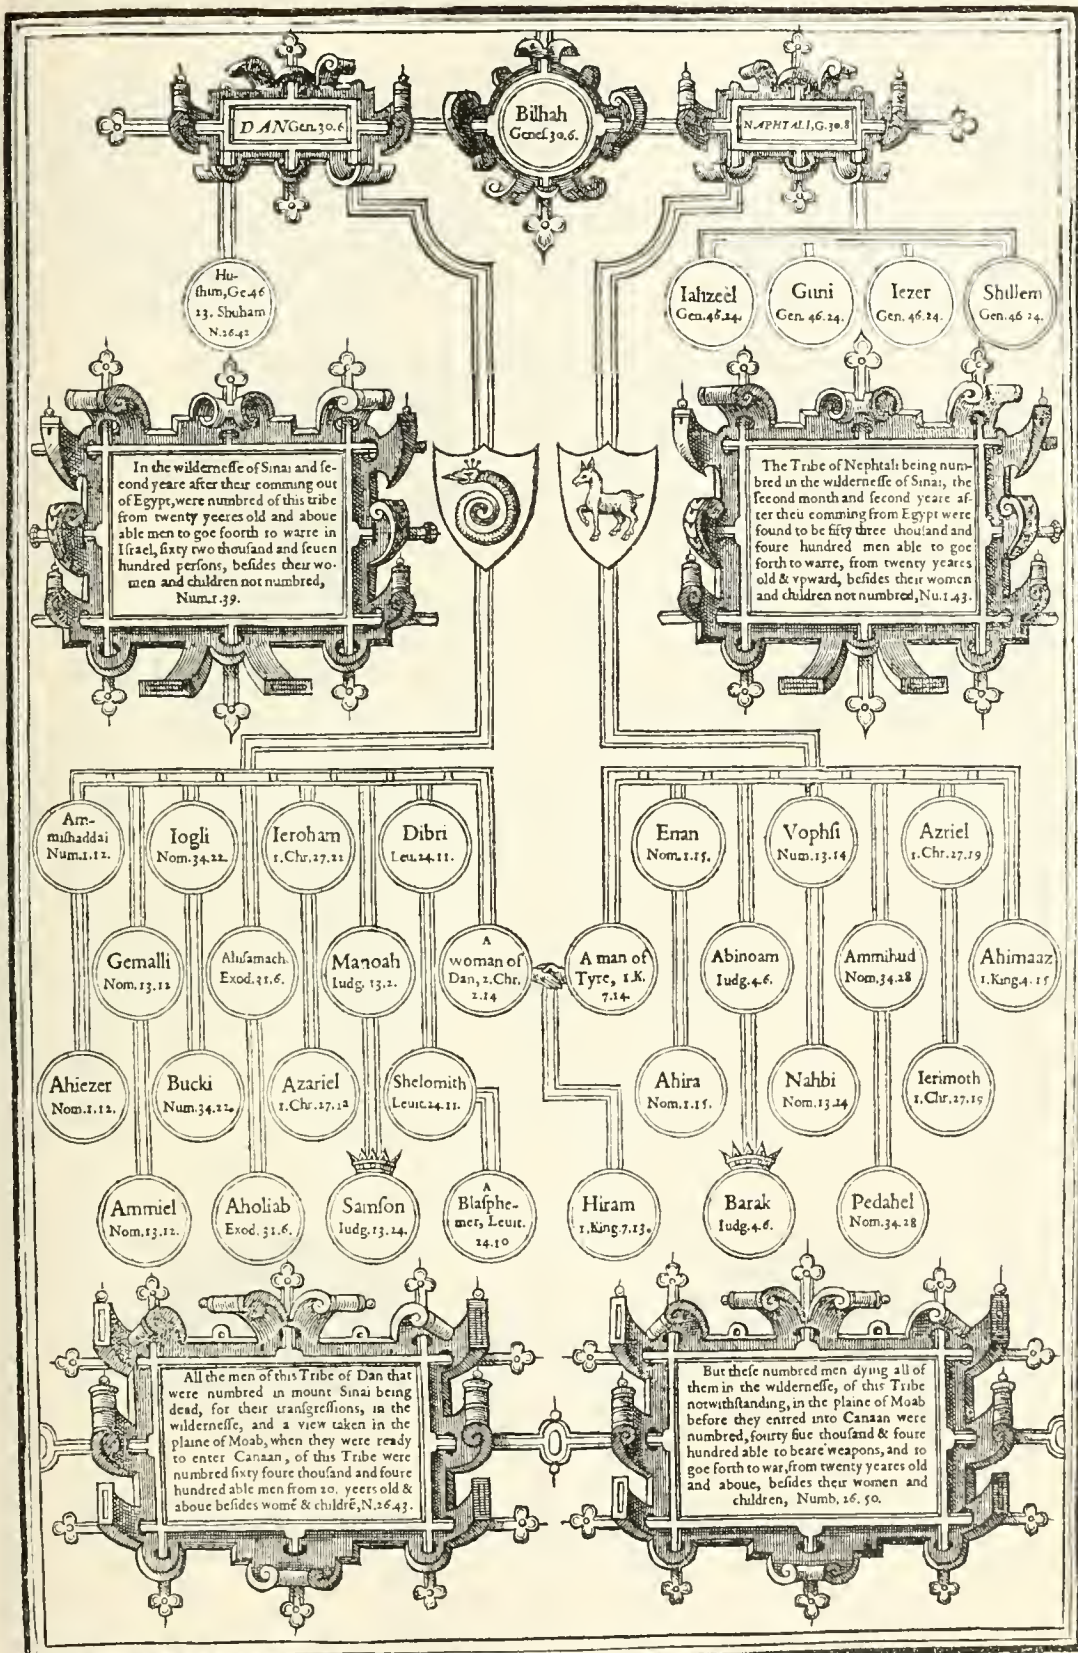 DAN Gen. 30.6
Bilhah
Genes. 30.6.
NAPHTALI, G. 30.8
Hu-
ſhim, Ge. 46
23. Shuham
N. 26.42
Iahzeel
Gen. 46.24.
Guni
Gen. 46.24.
Iezer
Gen. 46.24.
Shillem
Gen. 46 24.
In the wilderneſſe of Sinai and ſe-
cond yeare after their comming out
of Egypt, were numbred of this tribe
from twenty yeeres old and aboue
able men to goe foorth to warre in
Iſrael, ſixty two thouſand and ſeuen
hundred perſons, beſides their wo-
men and children not numbred,
Num. 1.39.
The Tribe of Nephtali being num-
bred in the wilderneſſe of Sinai, the
ſecond month and ſecond yeare af-
ter their comming from Egypt were
found to be fifty three thouſand and
foure hundred men able to goe
forth to warre, from twenty yeares
old & vpward, beſides their women
and children not numbred, Nu. 1.43.
Am-
miſhaddai
Num. 1.12.
Iogli
Nom. 34.22.
Ieroham
1. Chr. 27.22
Dibri
Leu. 24.11.
Enan
Nom. 1.15.
Vophſi
Num. 13.14
Azriel
1. Chr. 27.19
Gemalli
Nom. 13.12
Ahiſamach
Exod. 31.6.
Manoah
Iudg. 13.2.
A
woman of
Dan, 2. Chr.
2.14
A man of
Tyre, 1. K.
7.14
Abinoam
Iudg. 4.6.
Ammihud
Nom. 34.28
Ahimaaz
1. King. 4.15
Ahiezer
Nom. 1.12.
Bucki
Num. 34.22.
Azariel
1. Chr. 27.22
Shelomith
Leuit. 24.11.
Ahira
Nom. 1.15.
Nahbi
Nom. 13.24
Ierimoth
1. Chr. 27.19
Ammiel
Nom. 13.12.
Aholiab
Exod. 31.6.
Samſon
Iudg. 13.24.
A
Blaſphe-
mer, Leuit.
24.10
Hiram
1. King. 7.13.
Barak
Iudg. 4.6.
Pedahel
Nom. 34.28
All the men of this Tribe of Dan that
were numbred in mount Sinai being
dead, for their tranſgreſſions, in the
wilderneſſe, and a view taken in the
plaine of Moab, when they were ready
to enter Canaan, of this Tribe were
numbred ſixty foure thouſand and foure
hundred able men from 20. yeers old &
aboue beſides womē & childrē, N. 26 43.
But theſe numbred men dying all of
them in the wilderneſſe, of this Tribe
notwithſtanding, in the plaine of Moab
before they entred into Canaan were
numbred, fourty fiue thouſand & foure
hundred able to beare weapons, and to
goe forth to war, from twenty yeares old
and aboue, beſides their women and
children, Numb. 26. 50.